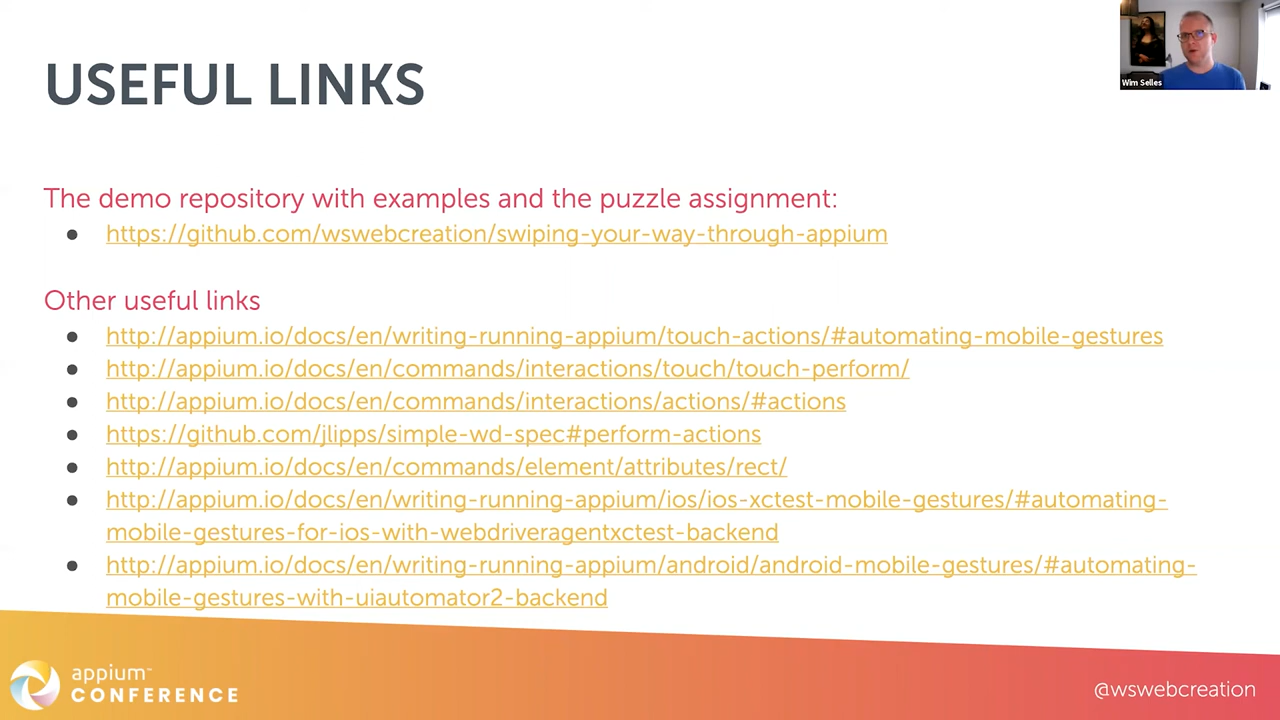 USEFUL LINKS
Wim Selles
The demo repository with examples and the puzzle assignment:
● https://github.com/wswebcreation/swiping-your-way-through-appium
Other useful links
● http://appium.io/docs/en/writing-running-appium/touch-actions/#automating-mobile-gestures
● http://appium.io/docs/en/commands/interactions/touch/touch-perform/
● http://appium.io/docs/en/commands/interactions/actions/#actions
● https://github.com/jlipps/simple-wd-spec#perform-actions
● http://appium.io/docs/en/commands/element/attributes/rect/
● http://appium.io/docs/en/writing-running-appium/ios/ios-xctest-mobile-gestures/#automating-
mobile-gestures-for-ios-with-webdriveragentxctest-backend
● http://appium.io/docs/en/writing-running-appium/android/android-mobile-gestures/#automating-
mobile-gestures-with-uiautomator2-backend
appium™
CONFERENCE
@wswebcreation